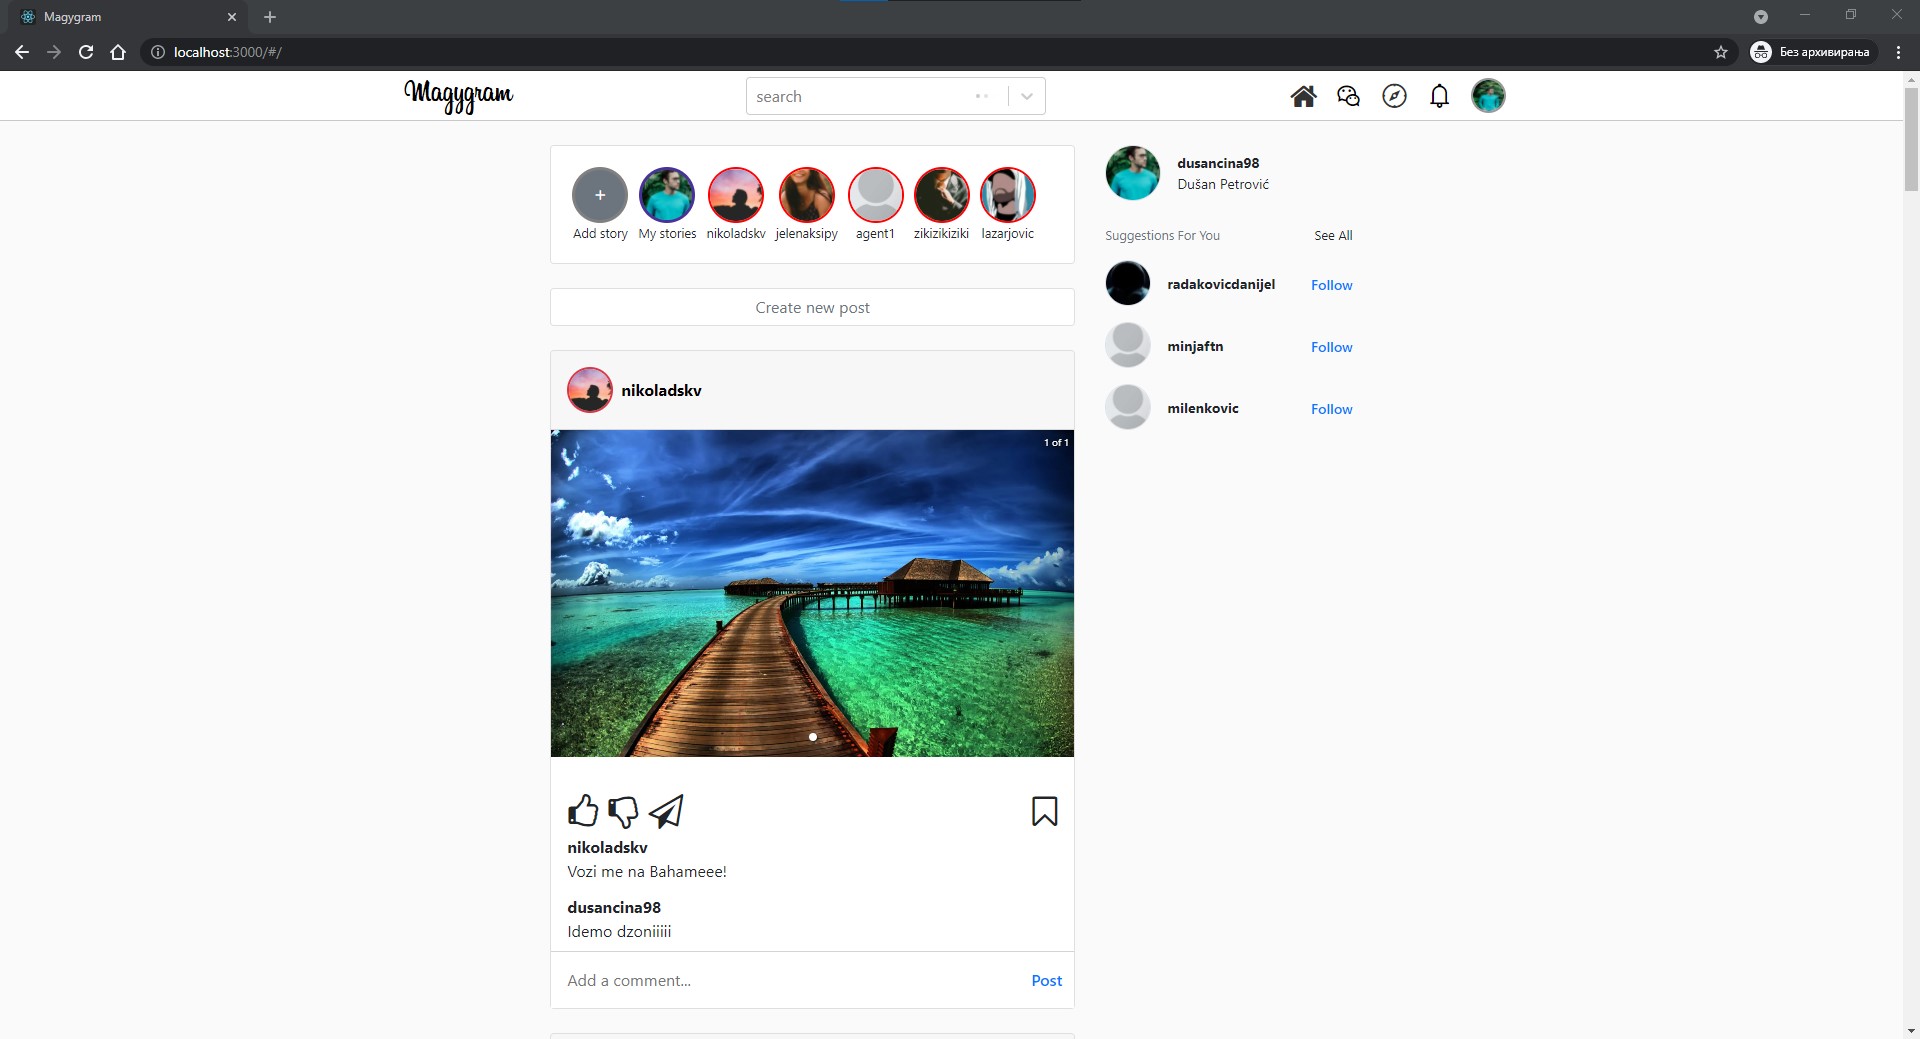 Magygram
localhost:3000/#/
Без архивирања
Magygram
search
Add story
My stories
nikoladskv
jelenaksipy
agent1
zikizikiziki
lazarjovic
dusancina98
Dušan Petrović
Suggestions For You
See All
radakovicdanijel
Follow
minjaftn
Follow
milenkovic
Follow
Create new post
nikoladskv
1 of 1
nikoladskv
Vozi me na Bahameee!
dusancina98
Idemo dzoniiiii
Add a comment...
Post